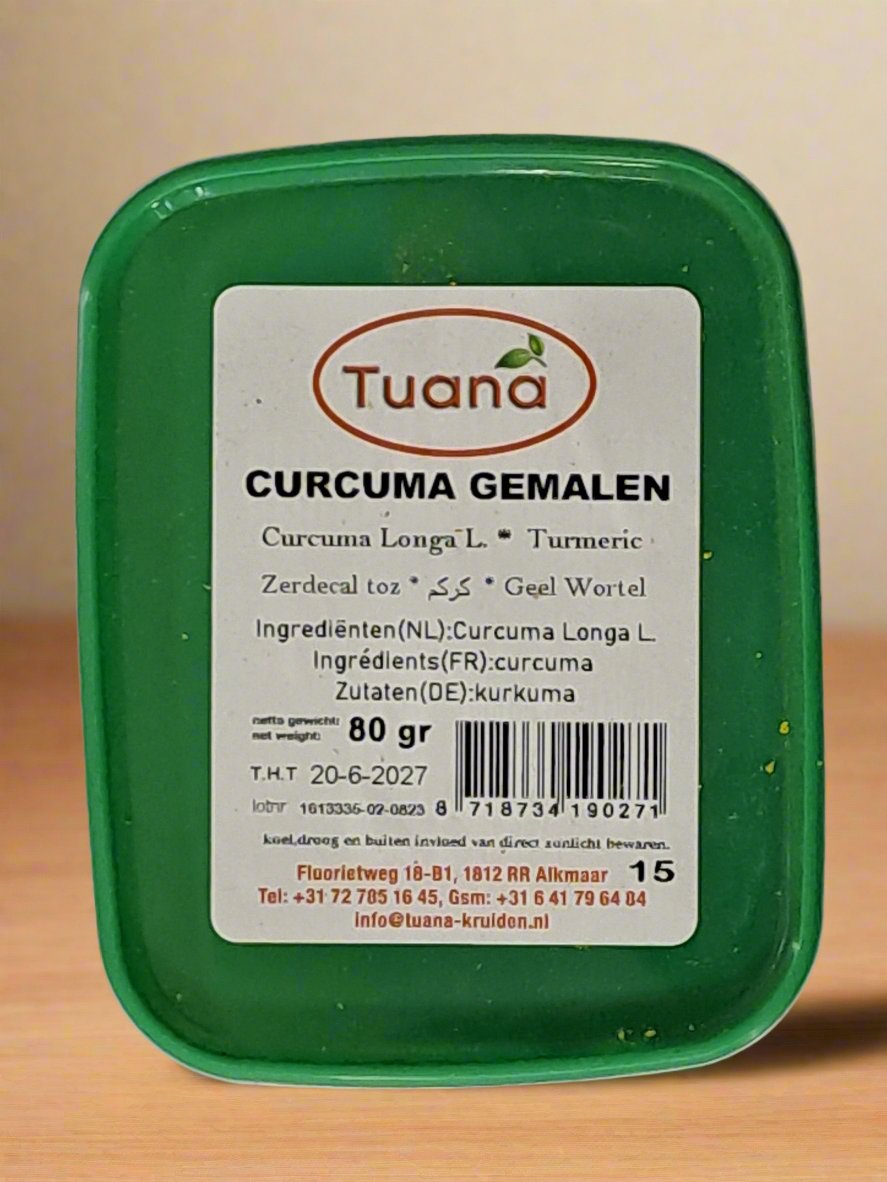 Tuana
CURCUMA GEMALEN
Curcuma Longa L. * Turmeric
Zerdecal toz * كركم * Geel Wortel
Ingrediënten(NL):Curcuma Longa L.
Ingrédients(FR):curcuma
Zutaten(DE):kurkuma
netto gewicht:
net weight:
80 gr
T.H.T 20-6-2027
lotnr 1613335-02-0823
8 718734 190271
koel,droog en buiten invloed van direct zonlicht bewaren.
Fluorietweg 18-B1, 1812 RR Alkmaar 15
Tel: +31 72 785 16 45, Gsm: +31 6 41 79 64 84
info@tuana-kruiden.nl